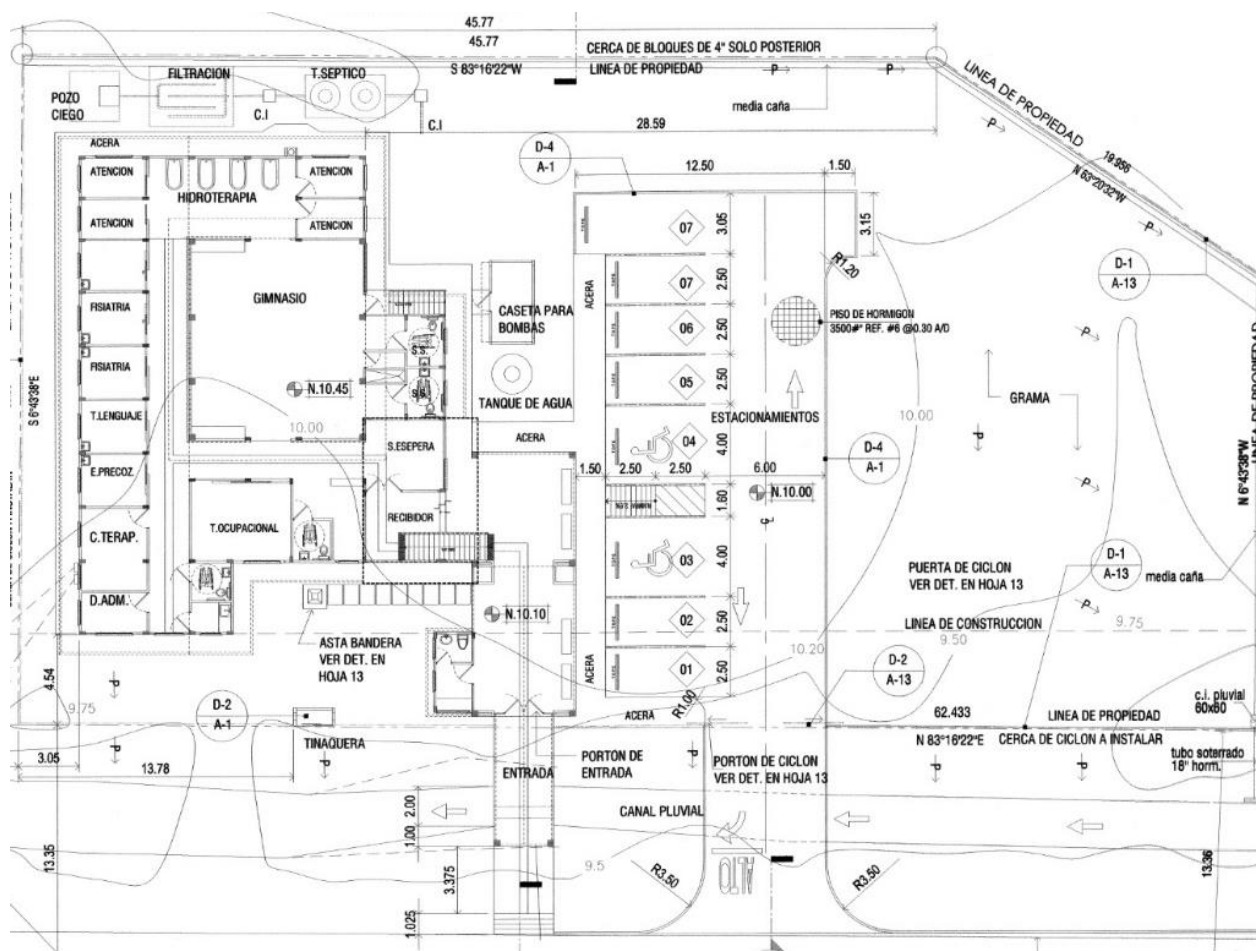 45.77
45.77
CERCA DE BLOQUES DE 4" SOLO POSTERIOR
S 83°16'22"W
LINEA DE PROPIEDAD
P
P
LINEA DE PROPIEDAD
FILTRACION
T.SEPTICO
POZO
CIEGO
C.I
C.I
media caña
28.59
P
19.956
N 63°20'32"W
P
ACERA
D-4
A-1
12.50
1.50
ATENCION
ATENCION
HIDROTERAPIA
ATENCION
ATENCION
07
3.05
3.15
D-1
A-13
R1.20
GIMNASIO
FISIATRIA
FISIATRIA
CASETA PARA
BOMBAS
ACERA
07
2.50
06
2.50
05
2.50
PISO DE HORMIGON
3500#" REF. #6 @0.30 A/D
P
S.S.
S.S.
N.10.45
TANQUE DE AGUA
S 6°43'38"E
10.00
GRAMA
10.00
ESTACIONAMIENTOS
T.LENGUAJE
E.PRECOZ.
S.ESEPERA
ACERA
04
4.00
P
D-4
A-1
1.50
2.50
2.50
6.00
N.10.00
1.60
P
N 6°43'38"W
LINEA DE PROPIEDAD
RECIBIDOR
T.OCUPACIONAL
C.TERAP.
D.ADM.
03
4.00
D-1
A-13
media caña
PUERTA DE CICLON
VER DET. EN HOJA 13
P
N.10.10
02
2.50
LINEA DE CONSTRUCCION
9.75
9.50
10.20
ASTA BANDERA
VER DET. EN
HOJA 13
ACERA
01
2.50
D-2
A-13
4.54
P
9.75
D-2
A-1
ACERA
R1.00
62.433
LINEA DE PROPIEDAD
c.i. pluvial
60x60
N 83°16'22"E
CERCA DE CICLON A INSTALAR
TINAQUERA
3.05
P
13.78
P
ENTRADA
PORTON DE
ENTRADA
P
PORTON DE CICLON
VER DET. EN HOJA 13
P
P
tubo soterrado
18" horm.
2.00
1.00
CANAL PLUVIAL
13.35
3.375
9.5
R3.50
ALTO
R3.50
13.36
1.025